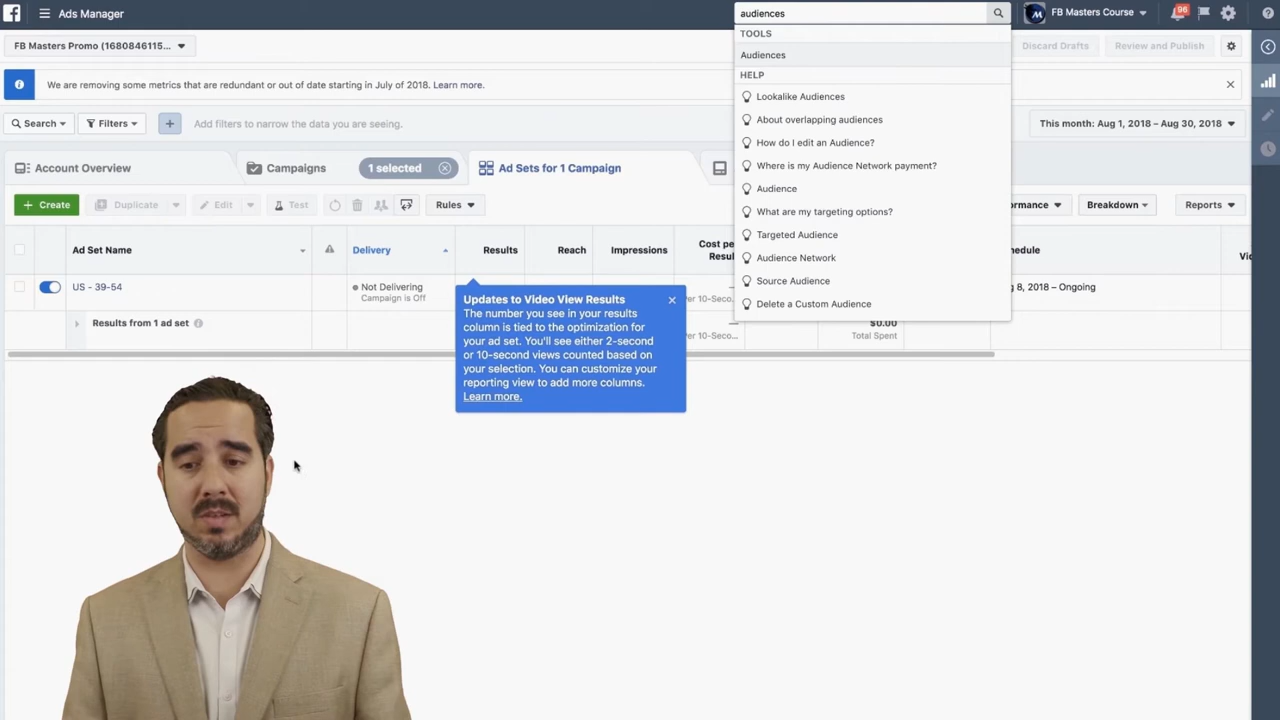 Ads Manager
audiences
FB Masters Course
96
FB Masters Promo (1680846115...
TOOLS
Audiences
HELP
Lookalike Audiences
About overlapping audiences
How do I edit an Audience?
Where is my Audience Network payment?
Audience
What are my targeting options?
Targeted Audience
Audience Network
Source Audience
Delete a Custom Audience
Discard Drafts
Review and Publish
We are removing some metrics that are redundant or out of date starting in July of 2018. Learn more.
Search
Filters
Add filters to narrow the data you are seeing.
This month: Aug 1, 2018 – Aug 30, 2018
Account Overview
Campaigns
1 selected
Ad Sets for 1 Campaign
+ Create
Duplicate
Edit
Test
Rules
Breakdown
Reports
Ad Set Name
Delivery
Results
Reach
Impressions
Cost per
US - 39-54
Not Delivering
Campaign is Off
8, 2018 – Ongoing
Results from 1 ad set
$0.00
Total Spent
Updates to Video View Results
The number you see in your results
column is tied to the optimization for
your ad set. You'll see either 2-second
or 10-second views counted based on
your selection. You can customize your
reporting view to add more columns.
Learn more.